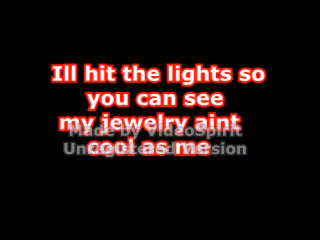 Ill hit the lights so
you can see
my jewelry aint
Made by VideoSpirit
cool as me
Unregistered Version